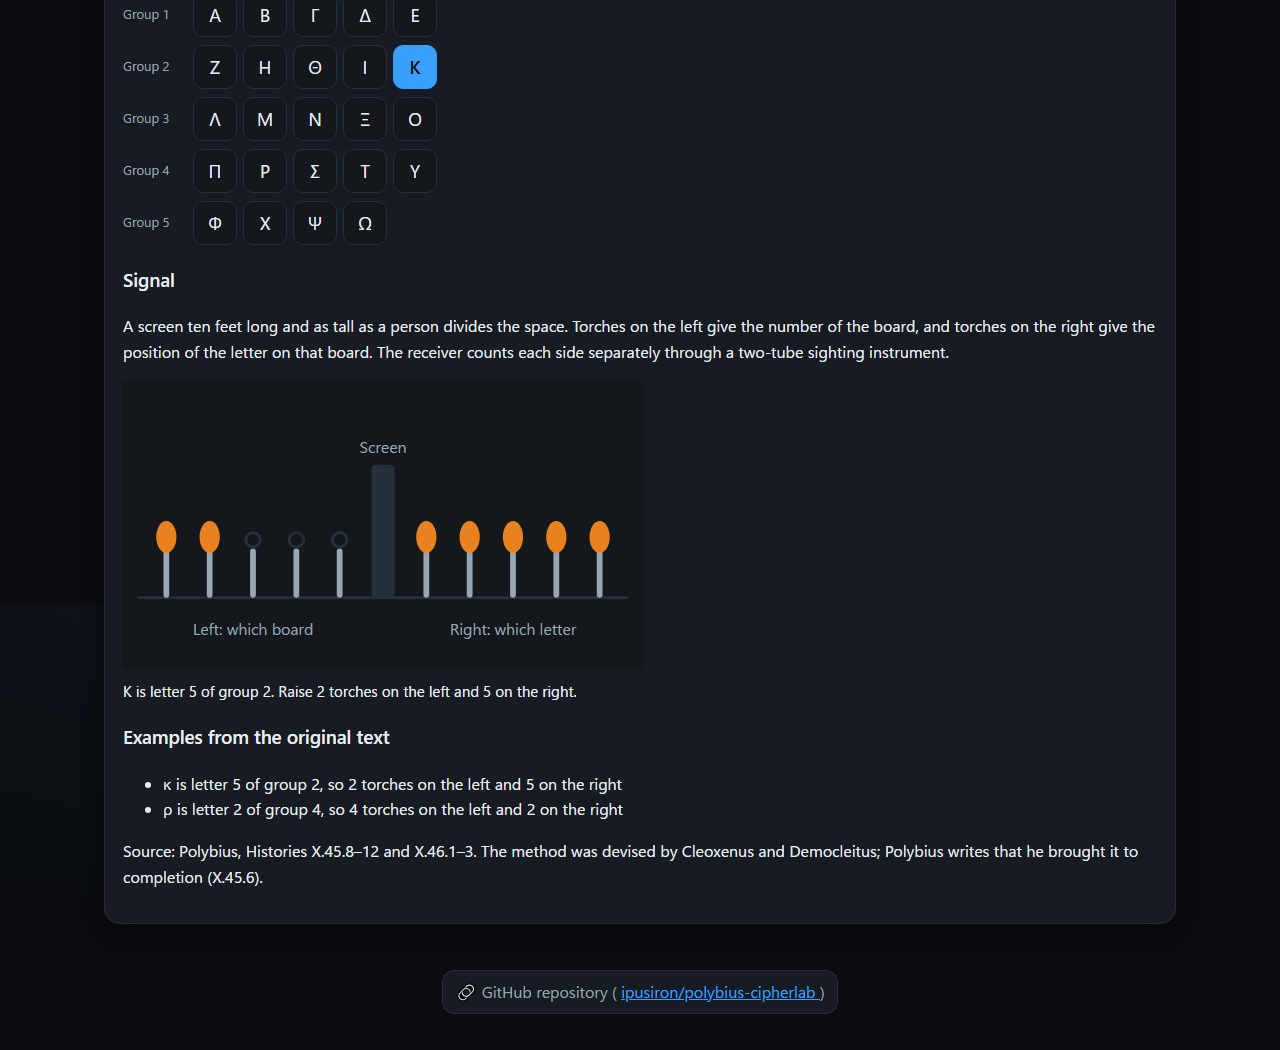 Group 1 Α Β Γ Δ Ε
Group 2 Ζ Η Θ Ι Κ
Group 3 Λ Μ Ν Ξ Ο
Group 4 Π Ρ Σ Τ Υ
Group 5 Φ Χ Ψ Ω
Signal
A screen ten feet long and as tall as a person divides the space. Torches on the left give the number of the board, and torches on the right give the
position of the letter on that board. The receiver counts each side separately through a two-tube sighting instrument.
Screen
Left: which board Right: which letter
Κ is letter 5 of group 2. Raise 2 torches on the left and 5 on the right.
Examples from the original text
• κ is letter 5 of group 2, so 2 torches on the left and 5 on the right
• ρ is letter 2 of group 4, so 4 torches on the left and 2 on the right
Source: Polybius, Histories X.45.8–12 and X.46.1–3. The method was devised by Cleoxenus and Democleitus; Polybius writes that he brought it to
completion (X.45.6).
GitHub repository ( ipusiron/polybius-cipherlab )